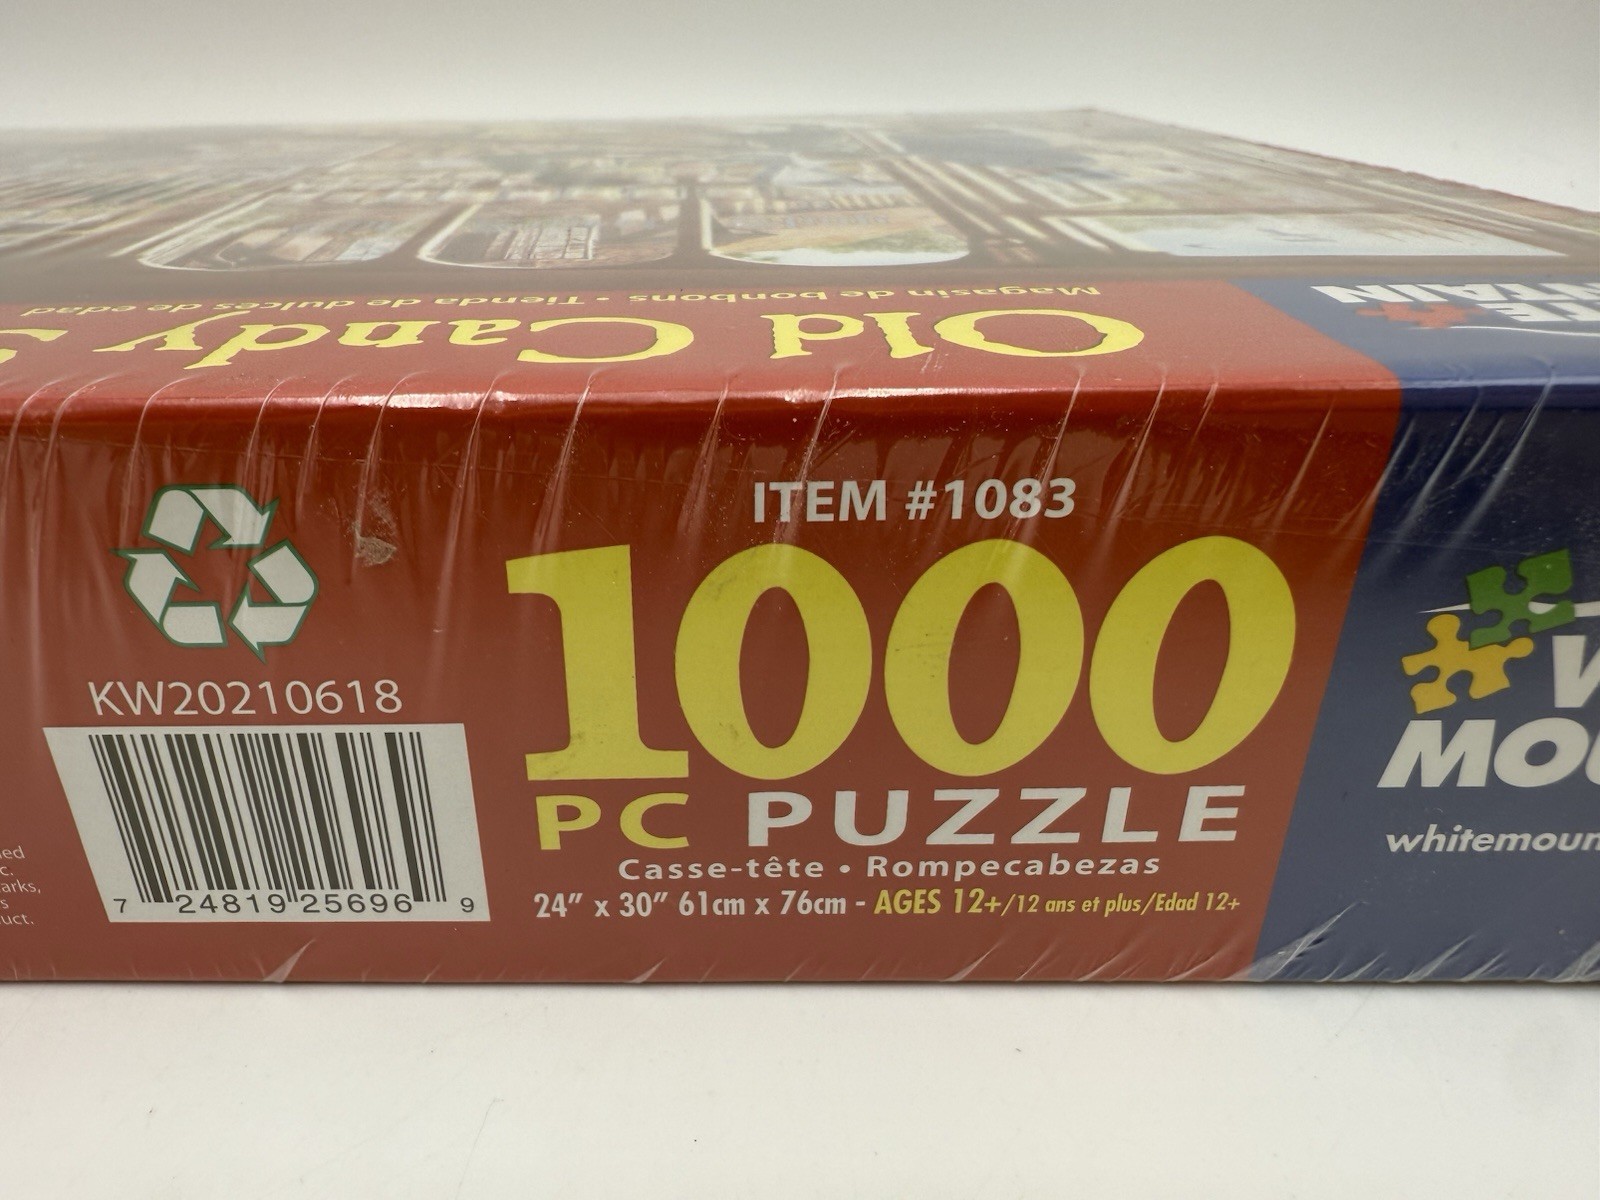 Magasin de bonbons • Tienda de dulces de edad
Old Candy
ITEM #1083
1000
PC PUZZLE
Casse-tête • Rompecabezas
24" x 30" 61cm x 76cm - AGES 12+/12 ans et plus/Edad 12+
KW20210618
7 24819 25696 9
MOU
whitemoun